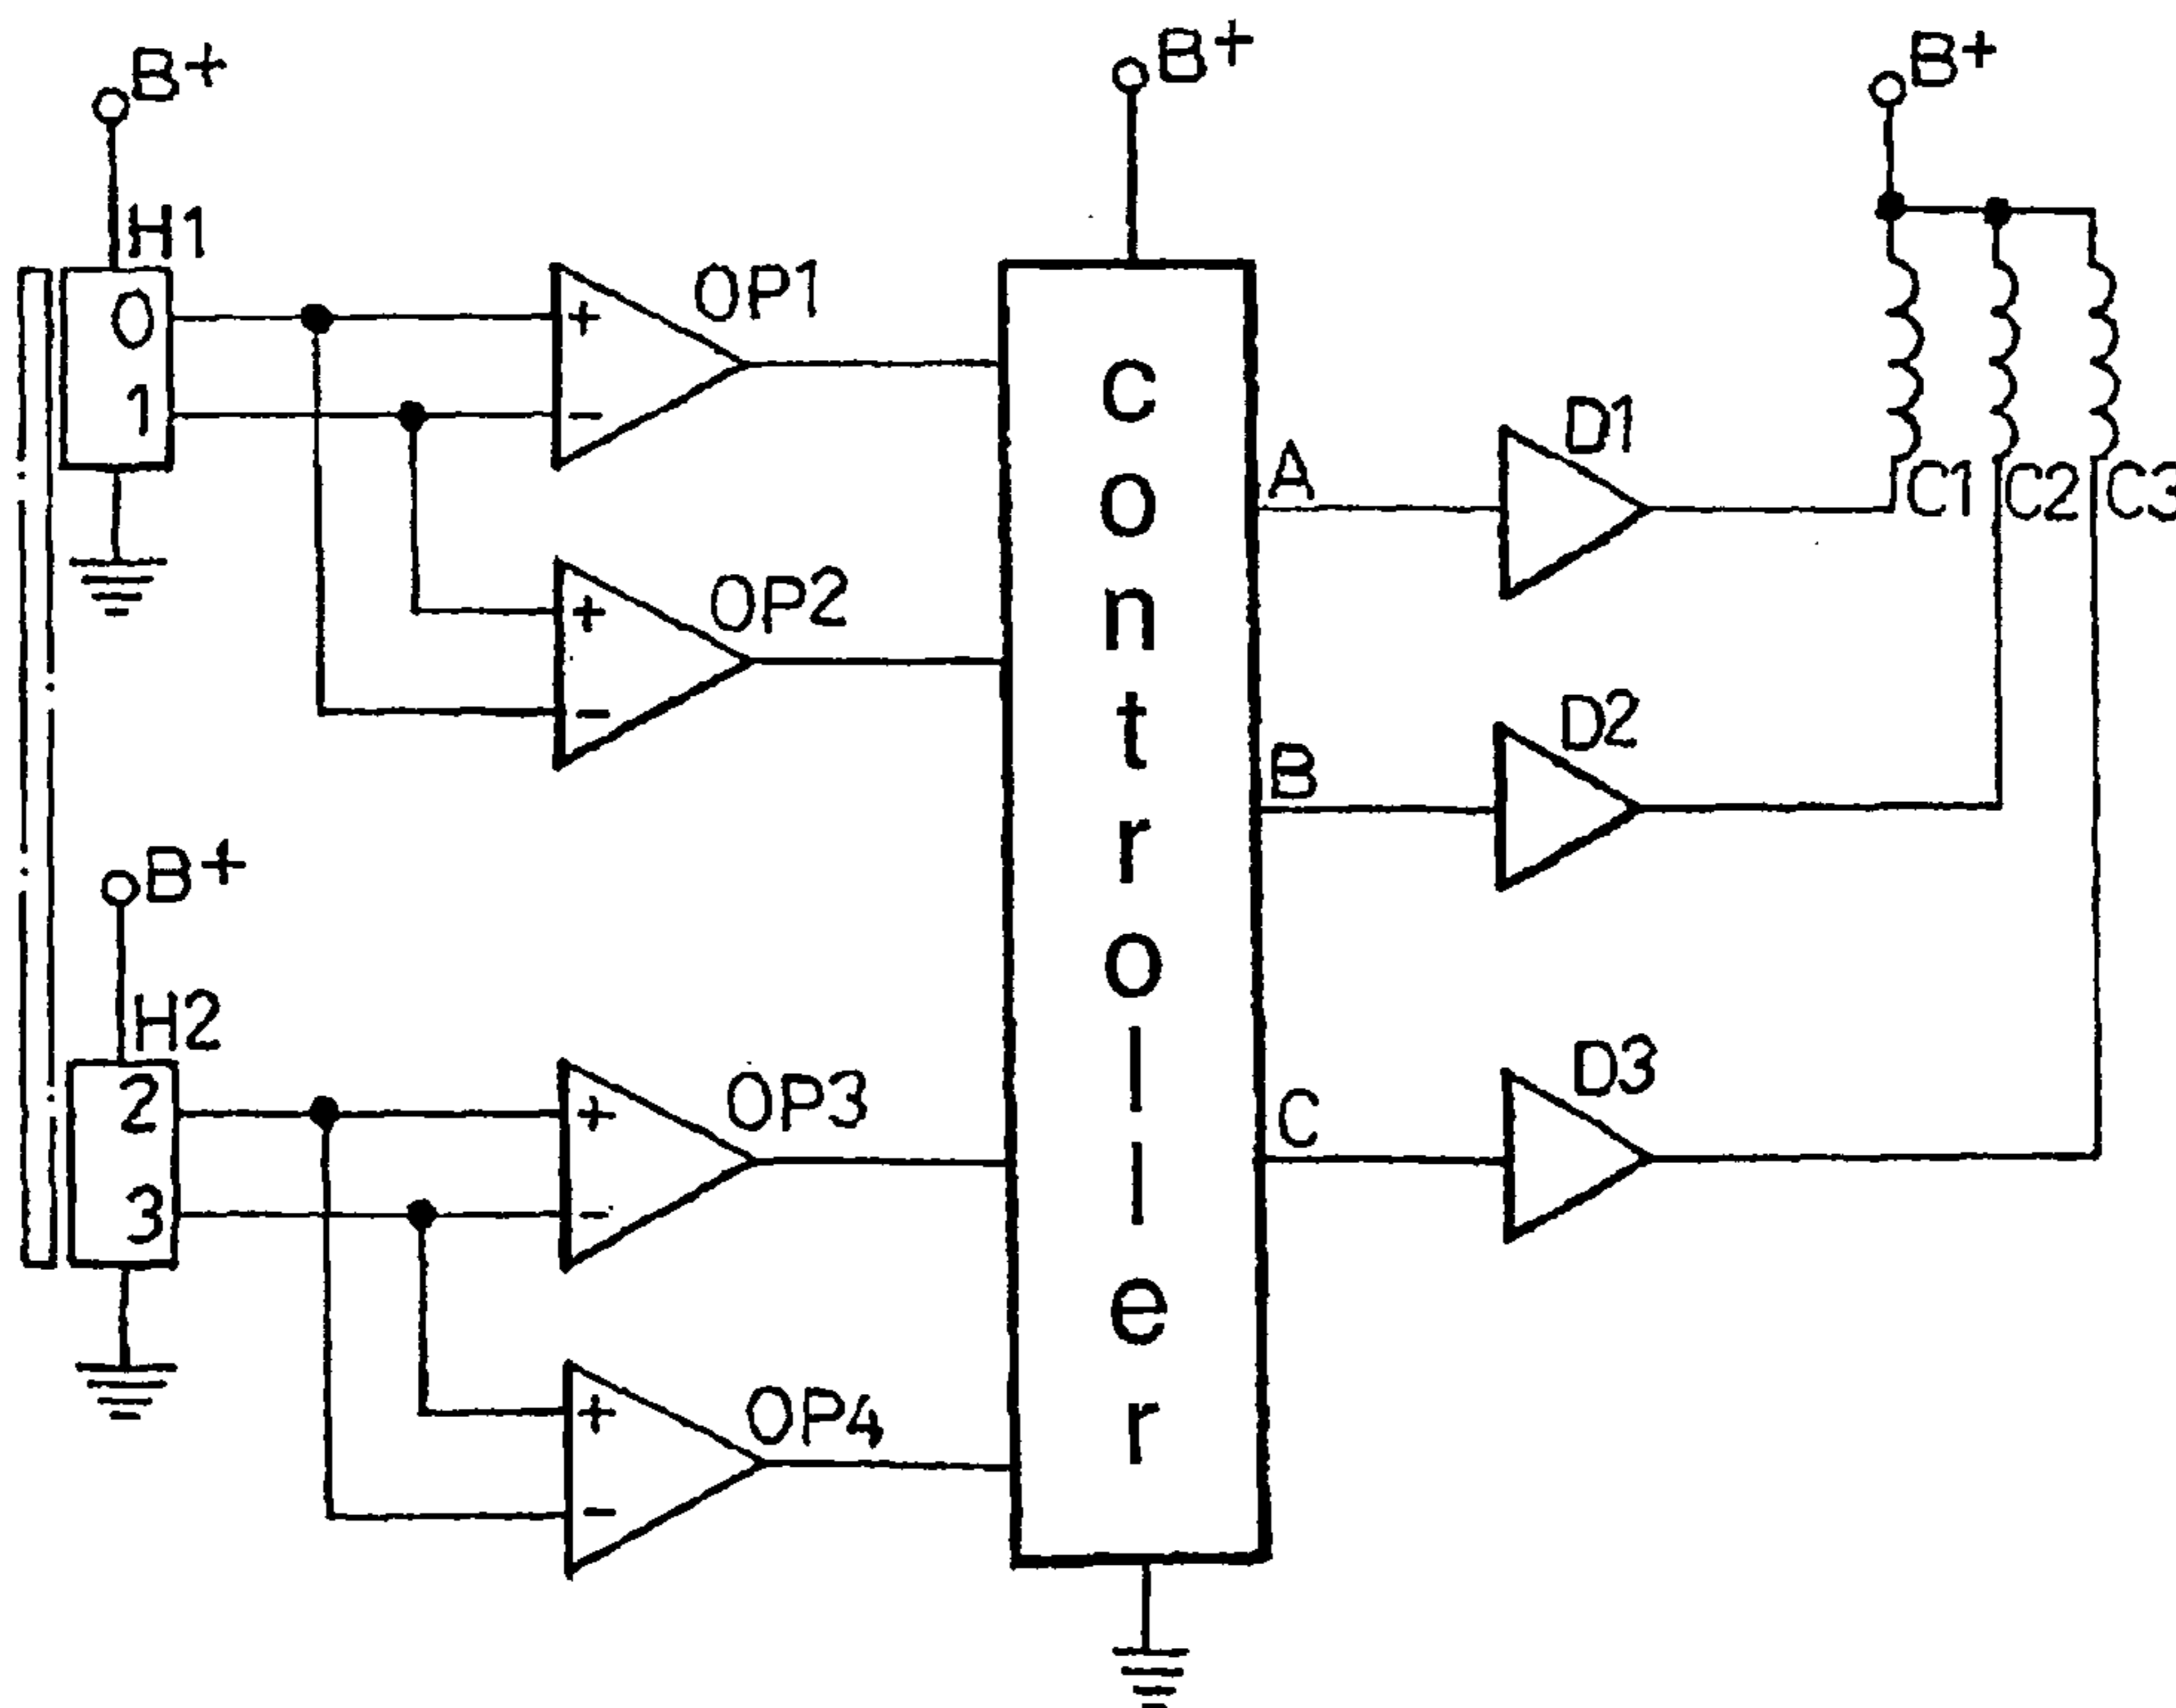 B+
B+
B+
H1
0
1
OP1
+
−
OP2
+
−
Controller
A
D1
B
D2
C
D3
C1 C2 C3
B+
H2
2
3
OP3
+
−
OP4
+
−